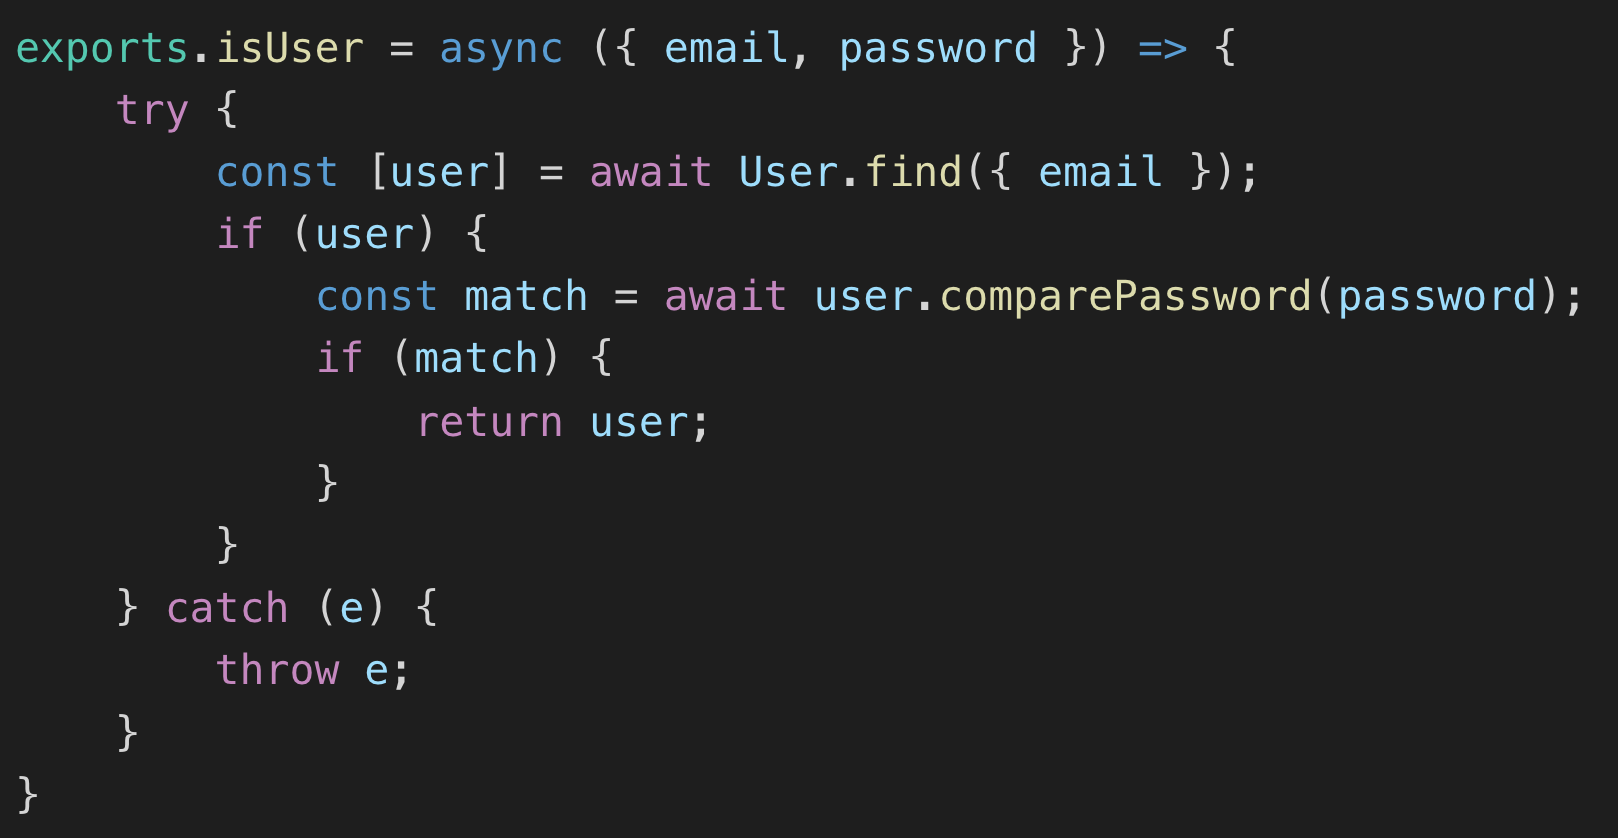 exports.isUser = async ({ email, password }) => {
    try {
        const [user] = await User.find({ email });
        if (user) {
            const match = await user.comparePassword(password);
            if (match) {
                return user;
            }
        }
    } catch (e) {
        throw e;
    }
}